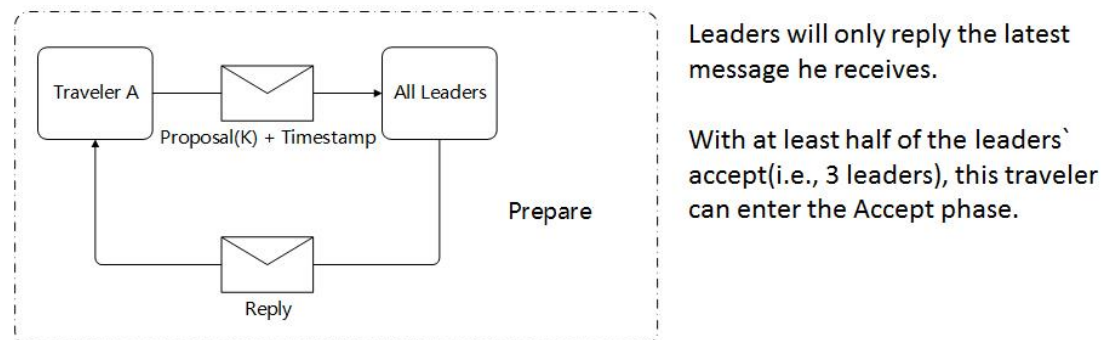 Traveler A
All Leaders
Proposal(K) + Timestamp
Prepare
Reply
Leaders will only reply the latest
message he receives.
With at least half of the leaders`
accept(i.e., 3 leaders), this traveler
can enter the Accept phase.